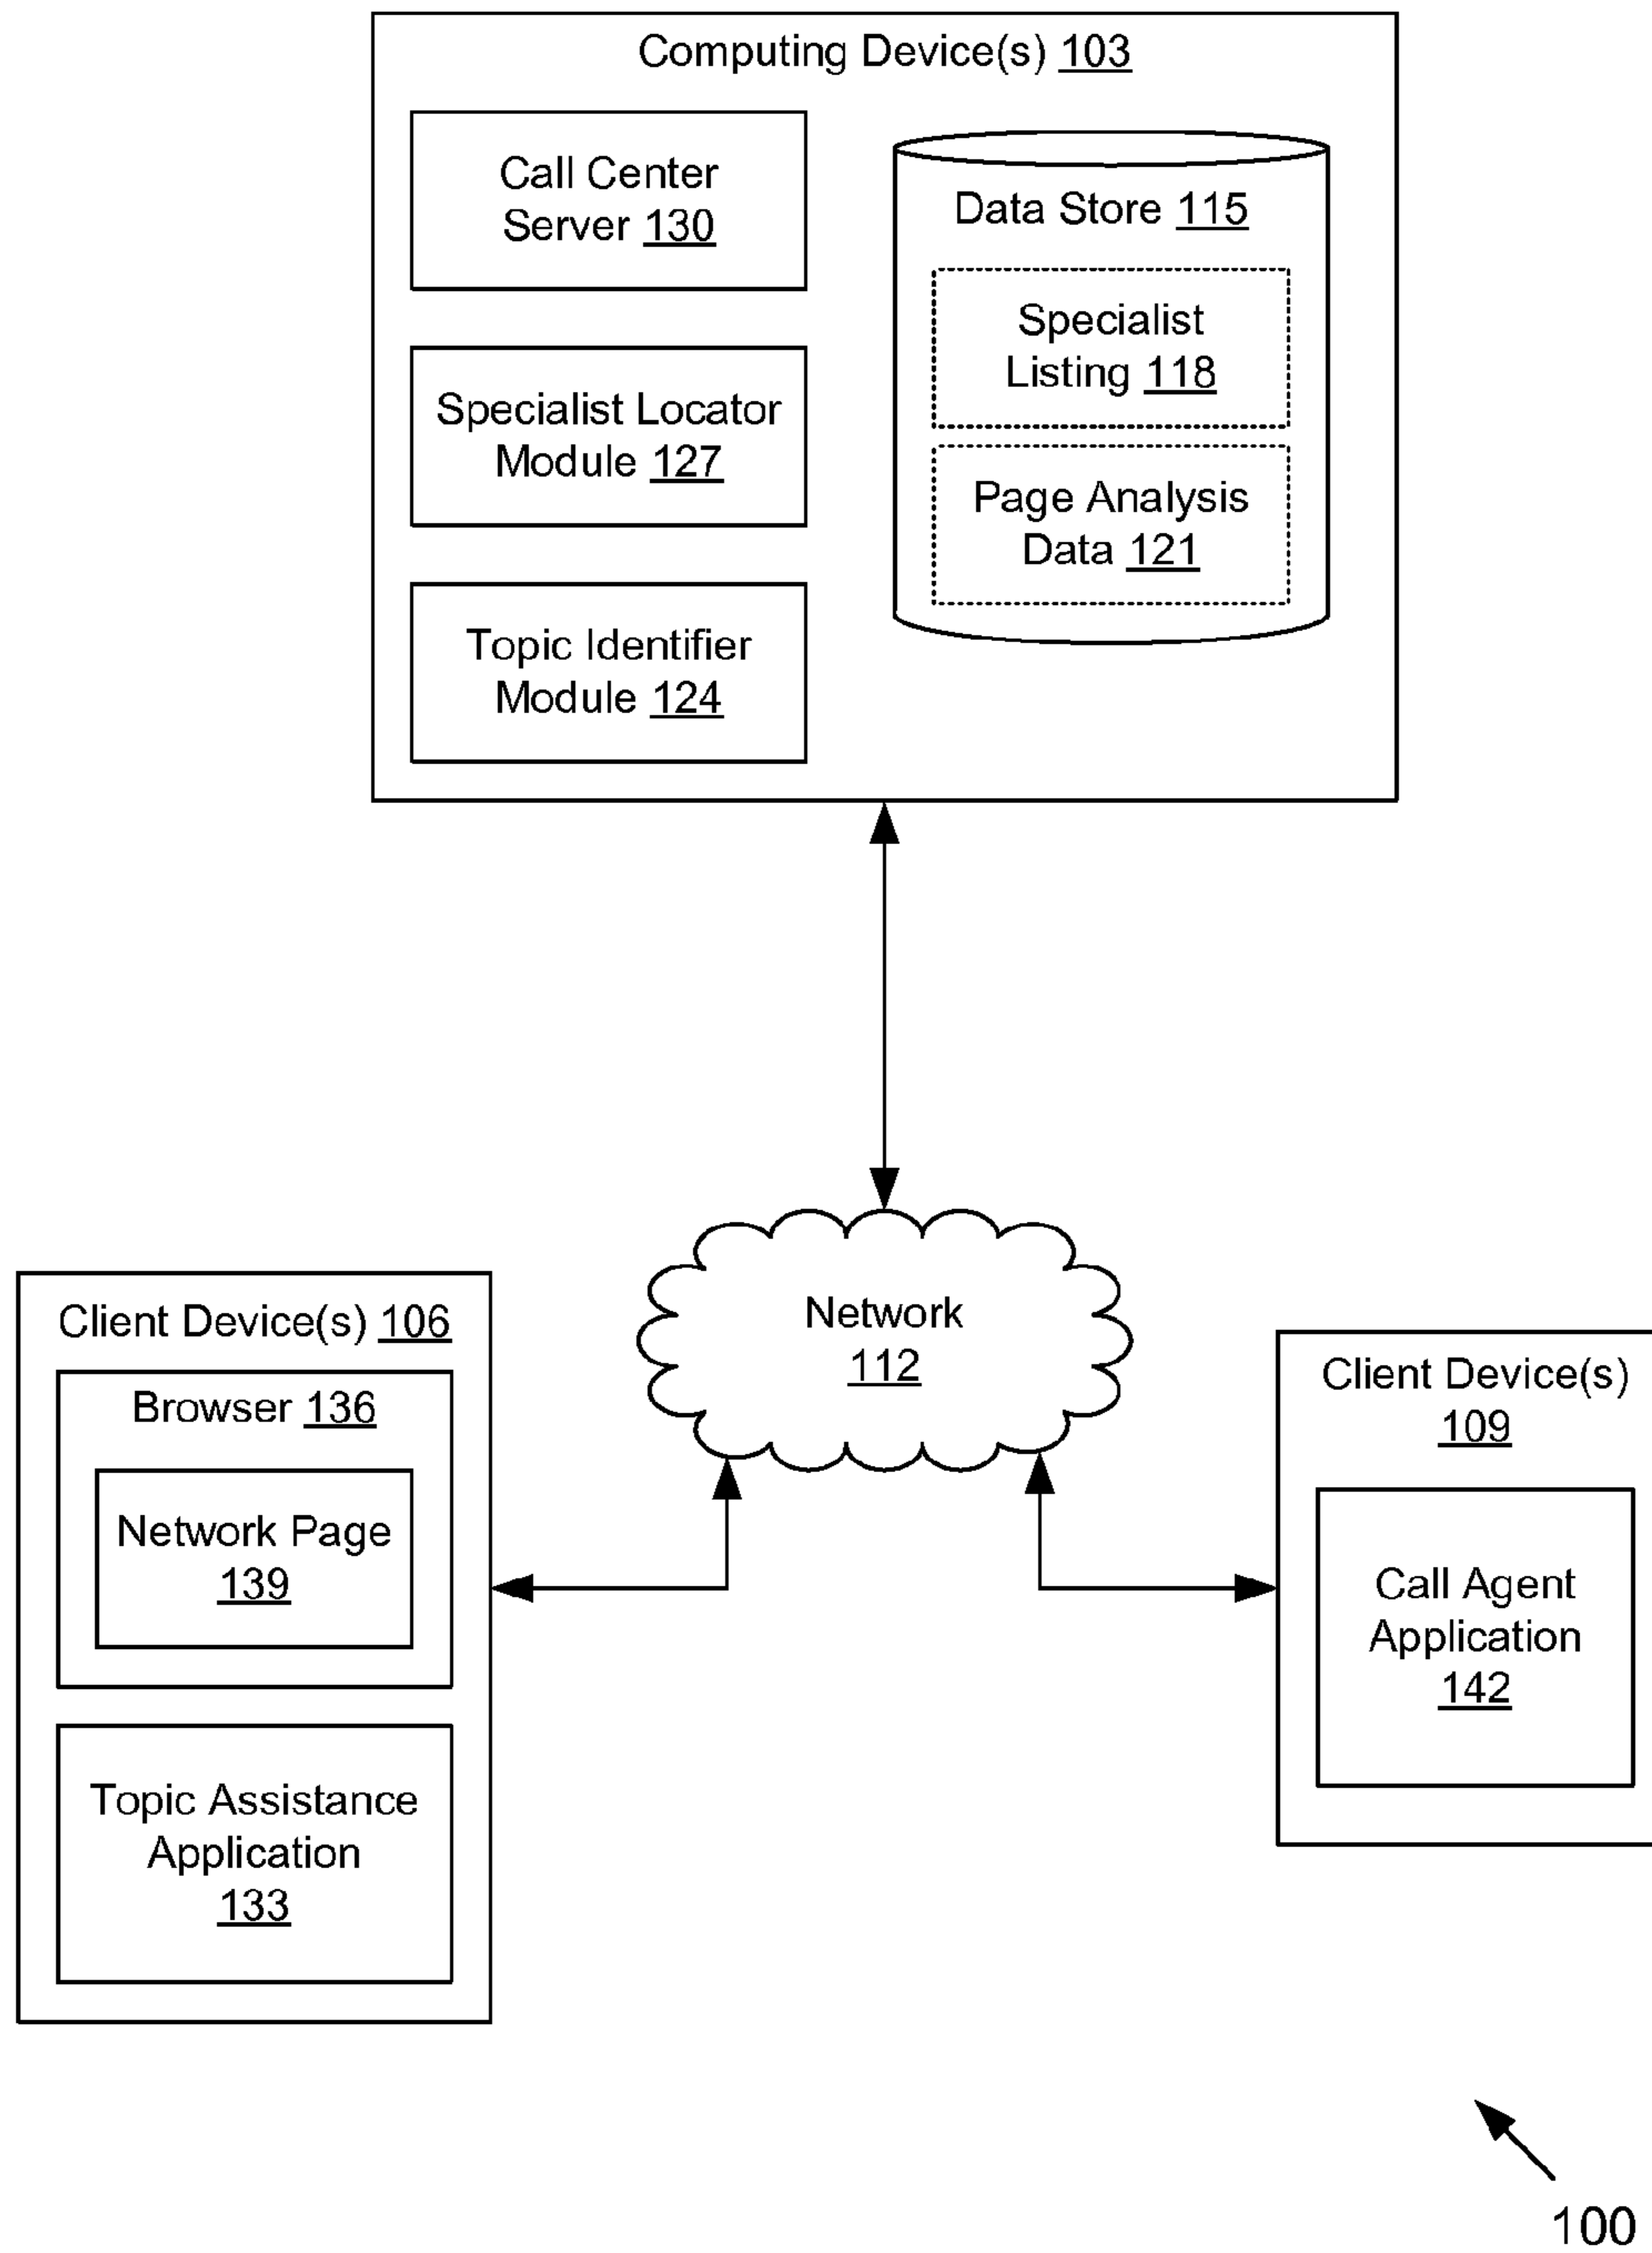 Computing Device(s) 103
Call Center
Server 130
Specialist Locator
Module 127
Topic Identifier
Module 124
Data Store 115
Specialist
Listing 118
Page Analysis
Data 121
Network
112
Client Device(s) 106
Browser 136
Network Page
139
Topic Assistance
Application
133
Client Device(s)
109
Call Agent
Application
142
100